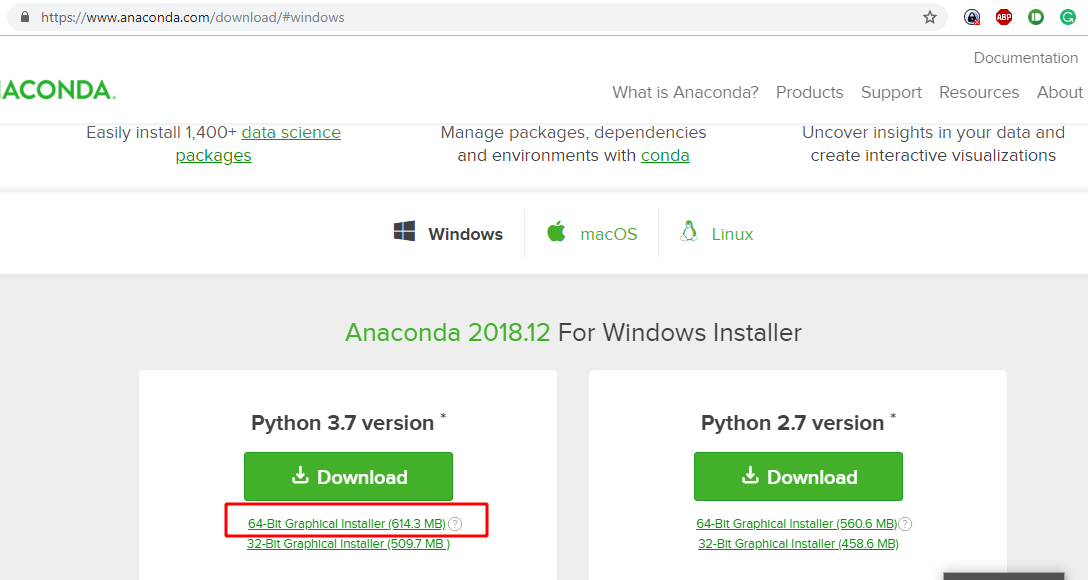 https://www.anaconda.com/download/#windows
ABP
Documentation
NACONDA.
What is Anaconda? Products Support Resources About
Easily install 1,400+ data science
packages
Manage packages, dependencies
and environments with conda
Uncover insights in your data and
create interactive visualizations
Windows
macOS
Linux
Anaconda 2018.12 For Windows Installer
Python 3.7 version *
Download
64-Bit Graphical Installer (614.3 MB) ?
32-Bit Graphical Installer (509.7 MB )
Python 2.7 version *
Download
64-Bit Graphical Installer (560.6 MB) ?
32-Bit Graphical Installer (458.6 MB)